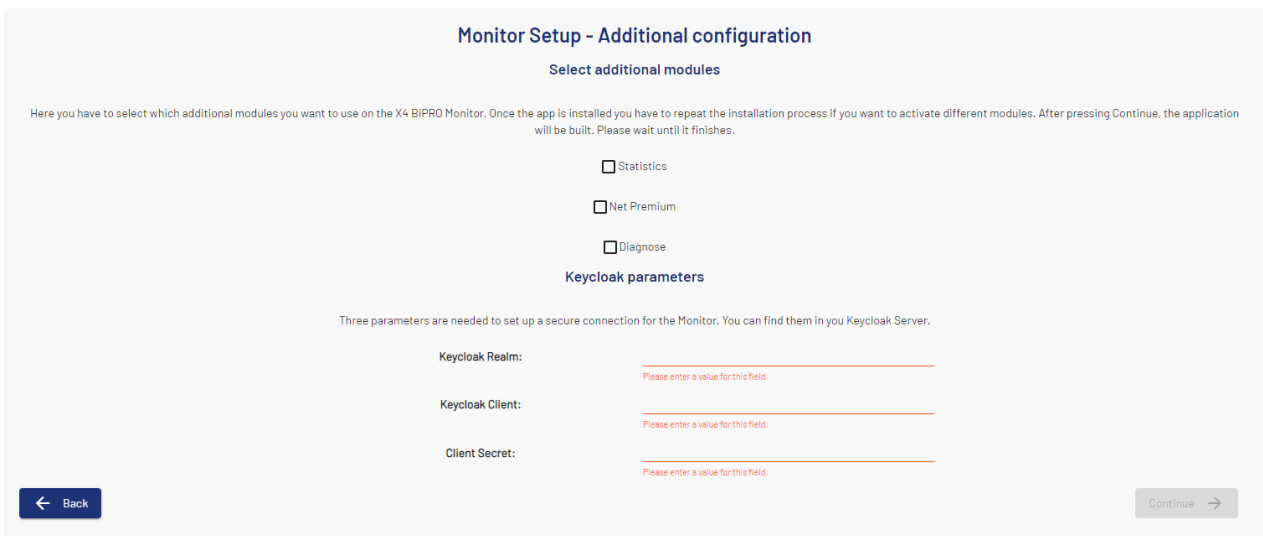 Monitor Setup - Additional configuration
Select additional modules
Here you have to select which additional modules you want to use on the X4 BiPRO Monitor. Once the app is installed you have to repeat the installation process if you want to activate different modules. After pressing Continue, the application
will be built. Please wait until it finishes.
Statistics
Net Premium
Diagnose
Keycloak parameters
Three parameters are needed to set up a secure connection for the Monitor. You can find them in you Keycloak Server.
Keycloak Realm:
Please enter a value for this field.
Keycloak Client:
Please enter a value for this field.
Client Secret:
Please enter a value for this field.
Back
Continue